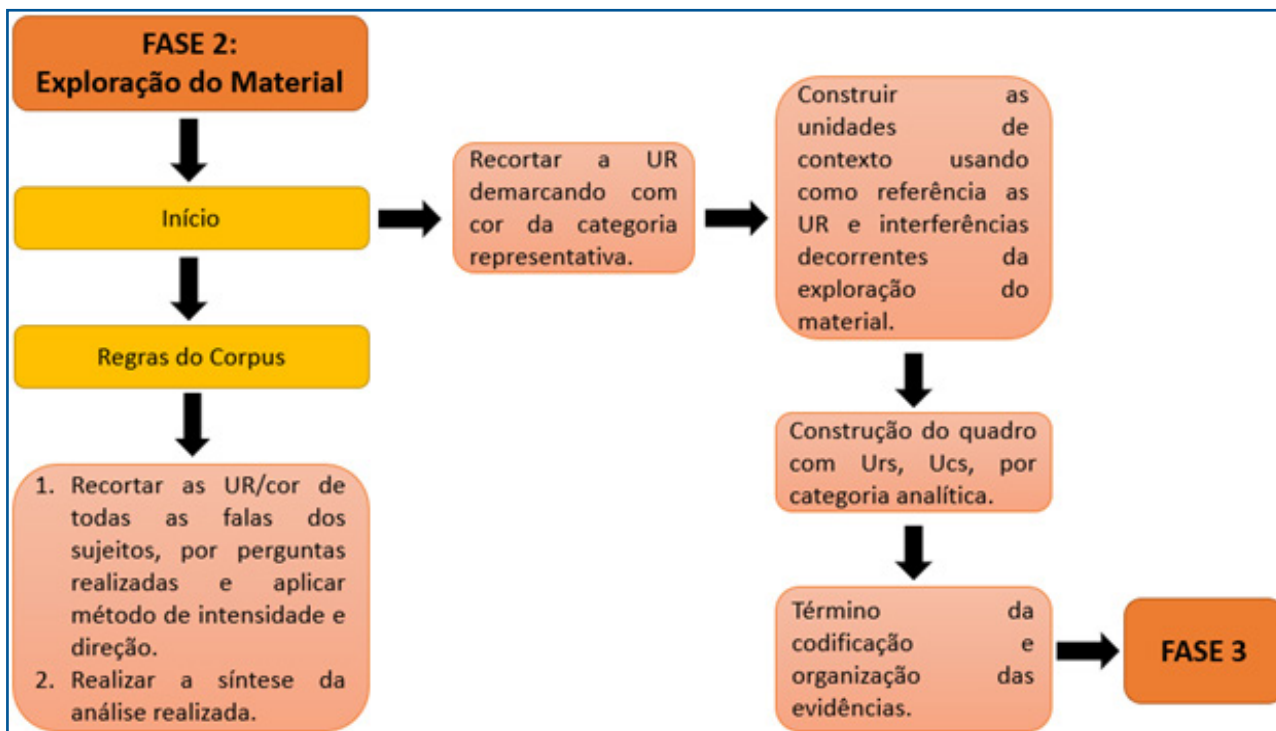 FASE 2:
Exploração do Material
Início
Regras do Corpus
1. Recortar as UR/cor de
todas as falas dos
sujeitos, por perguntas
realizadas e aplicar
método de intensidade e
direção.
2. Realizar a síntese da
análise realizada.
Recortar a UR
demarcando com
cor da categoria
representativa.
Construir as
unidades de
contexto usando
como referência as
UR e interferências
decorrentes da
exploração do
material.
Construção do quadro
com Urs, Ucs, por
categoria analítica.
Término da
codificação e
organização das
evidências.
FASE 3